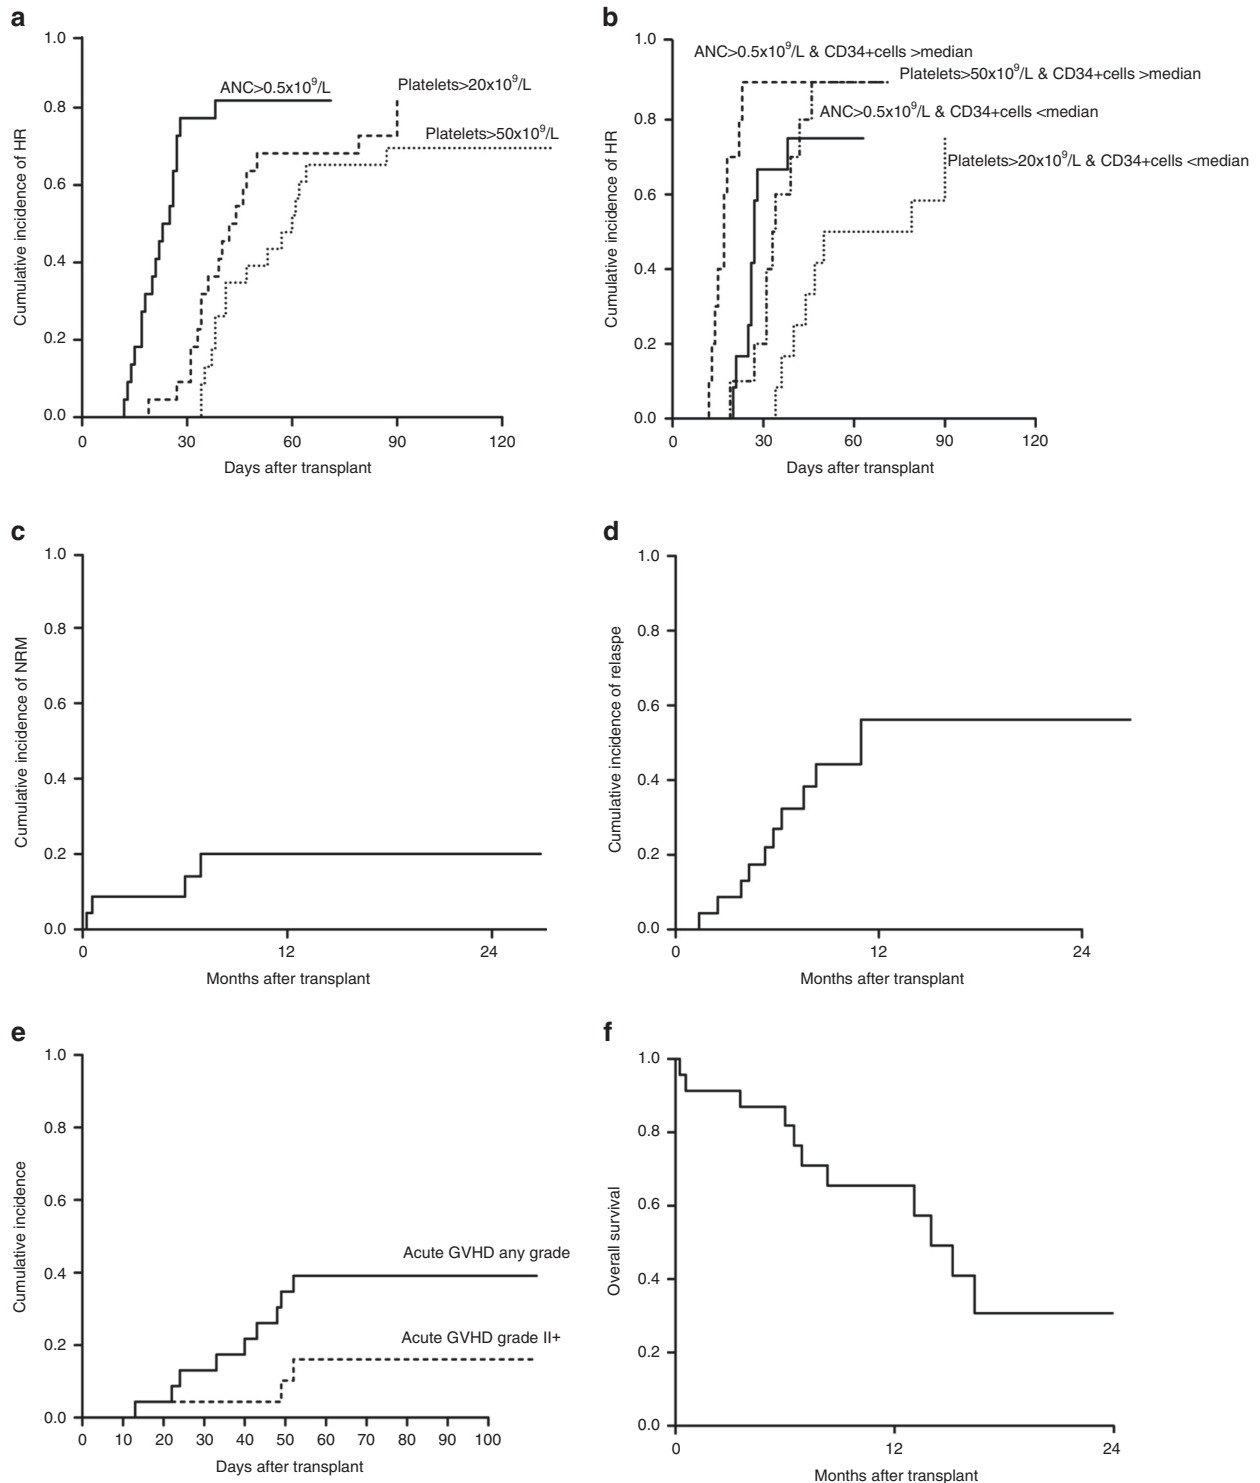 a
1.0
0.8
0.6
0.4
0.2
0.0
Cumulative incidence of HR
ANC>0.5x10⁹/L
Platelets>20x10⁹/L
Platelets>50x10⁹/L
0 30 60 90 120
Days after transplant
b
1.0
0.8
0.6
0.4
0.2
0.0
Cumulative incidence of HR
ANC>0.5x10⁹/L & CD34+cells >median
Platelets>50x10⁹/L & CD34+cells >median
ANC>0.5x10⁹/L & CD34+cells <median
Platelets>20x10⁹/L & CD34+cells <median
0 30 60 90 120
Days after transplant
c
1.0
0.8
0.6
0.4
0.2
0.0
Cumulative incidence of NRM
0 12 24
Months after transplant
d
1.0
0.8
0.6
0.4
0.2
0.0
Cumulative incidence of relaspe
0 12 24
Months after transplant
e
1.0
0.8
0.6
0.4
0.2
0.0
Cumulative incidence
Acute GVHD any grade
Acute GVHD grade II+
0 10 20 30 40 50 60 70 80 90 100
Days after transplant
f
1.0
0.8
0.6
0.4
0.2
0.0
Overall survival
0 12 24
Months after transplant